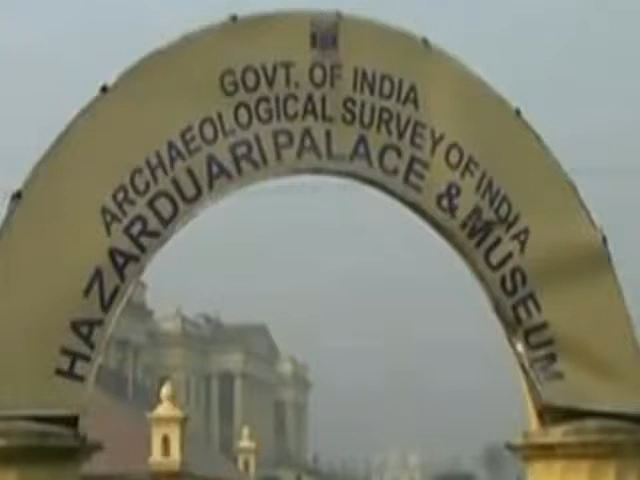 GOVT. OF INDIA
ARCHAEOLOGICAL SURVEY OF INDIA
HAZARDUARI PALACE & MUSEUM